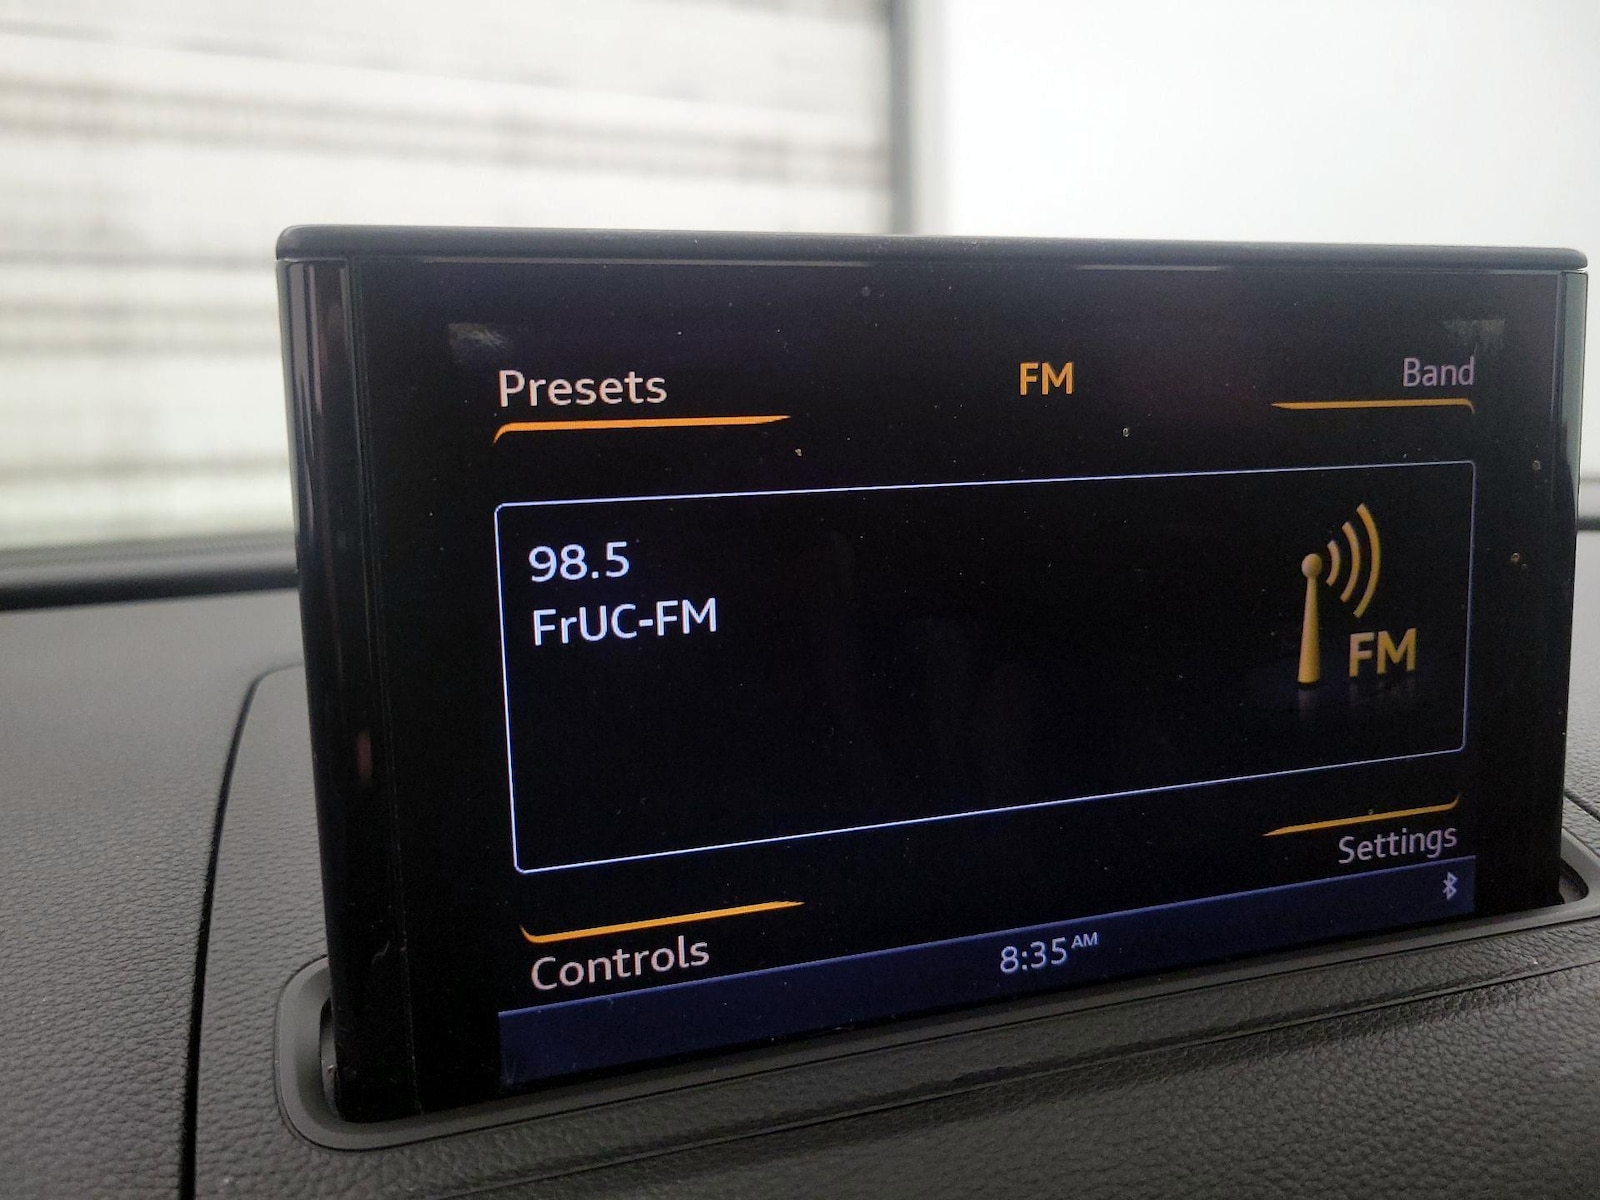 Presets
FM
Band
98.5
FrUC-FM
FM
Settings
Controls
8:35 AM